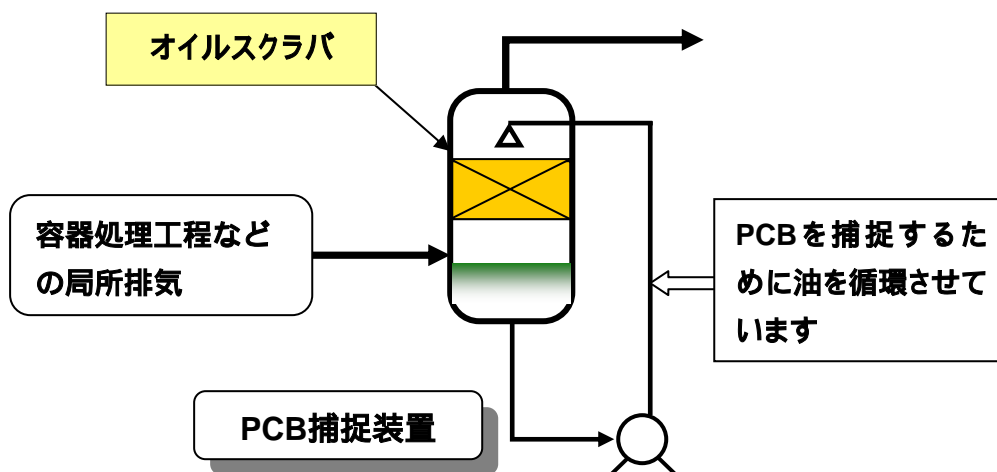 オイルスクラバ
容器処理工程など
の局所排気
PCBを捕捉するた
めに油を循環させて
います
PCB捕捉装置